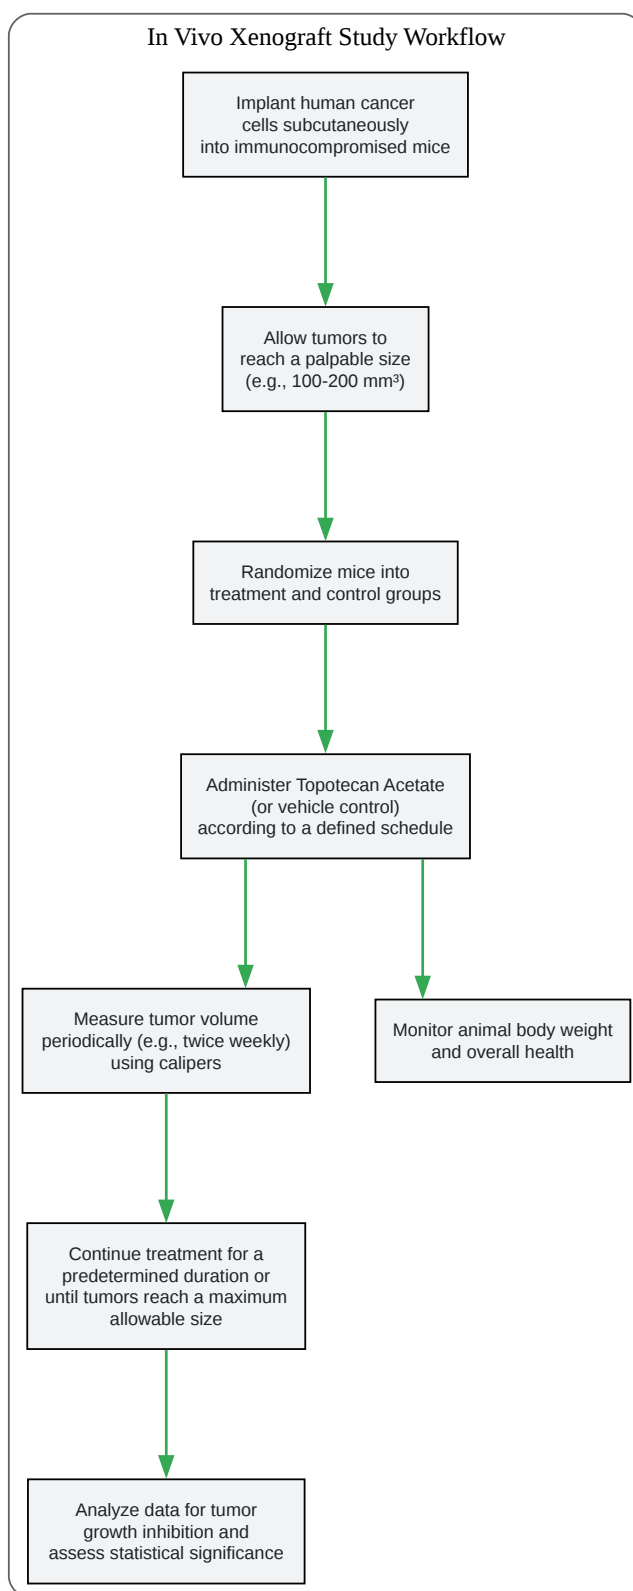 In Vivo Xenograft Study Workflow
Implant human cancer
cells subcutaneously
into immunocompromised mice
Allow tumors to
reach a palpable size
(e.g., 100-200 mm³)
Randomize mice into
treatment and control groups
Administer Topotecan Acetate
(or vehicle control)
according to a defined schedule
Measure tumor volume
periodically (e.g., twice weekly)
using calipers
Monitor animal body weight
and overall health
Continue treatment for a
predetermined duration or
until tumors reach a maximum
allowable size
Analyze data for tumor
growth inhibition and
assess statistical significance